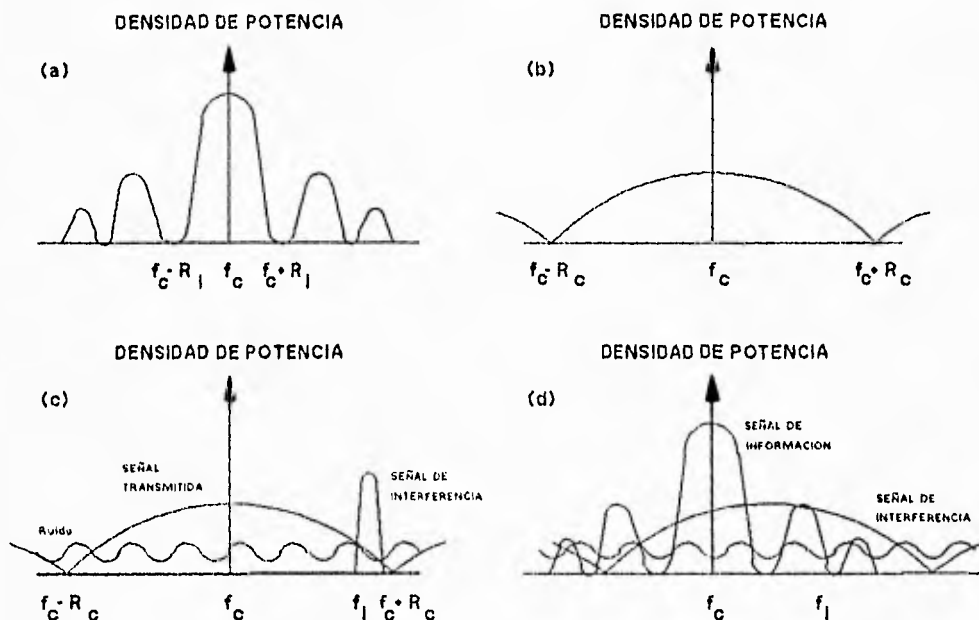 DENSIDAD DE POTENCIA
(a)
f_c - R_i f_c f_c + R_i
DENSIDAD DE POTENCIA
(b)
f_c - R_c f_c f_c + R_c
DENSIDAD DE POTENCIA
(c)
SEÑAL
TRANSMITIDA
SEÑAL DE
INTERFERENCIA
Ruido
f_c - R_c f_c f_i f_c + R_c
DENSIDAD DE POTENCIA
(d)
SEÑAL DE
INFORMACION
SEÑAL DE
INTERFERENCIA
f_c f_i